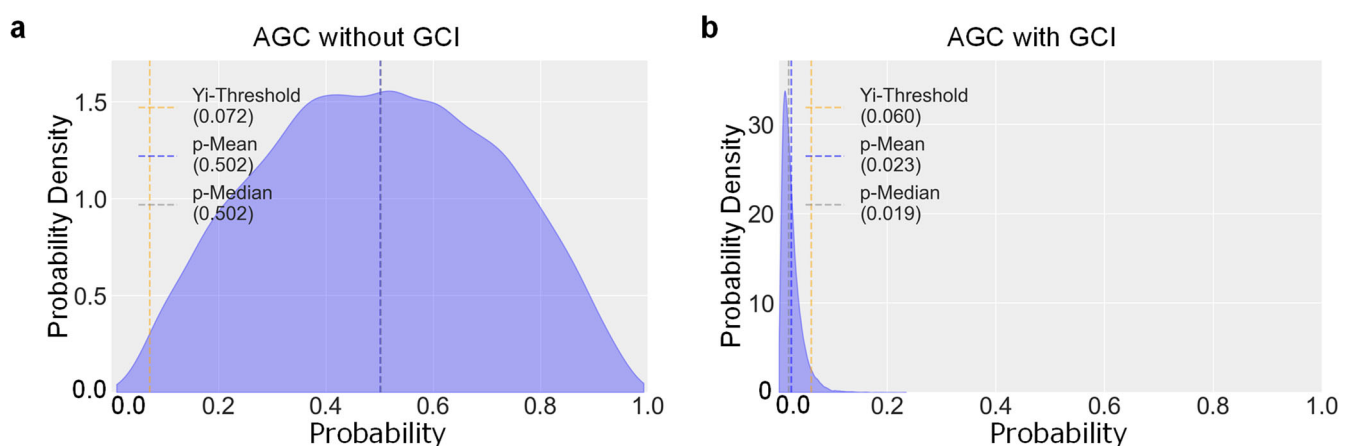 a
AGC without GCI
Probability Density
1.5
1.0
0.5
0.0
Yi-Threshold
(0.072)
p-Mean
(0.502)
p-Median
(0.502)
0.0 0.2 0.4 0.6 0.8 1.0
Probability
b
AGC with GCI
Probability Density
30
20
10
0
Yi-Threshold
(0.060)
p-Mean
(0.023)
p-Median
(0.019)
0.0 0.2 0.4 0.6 0.8 1.0
Probability